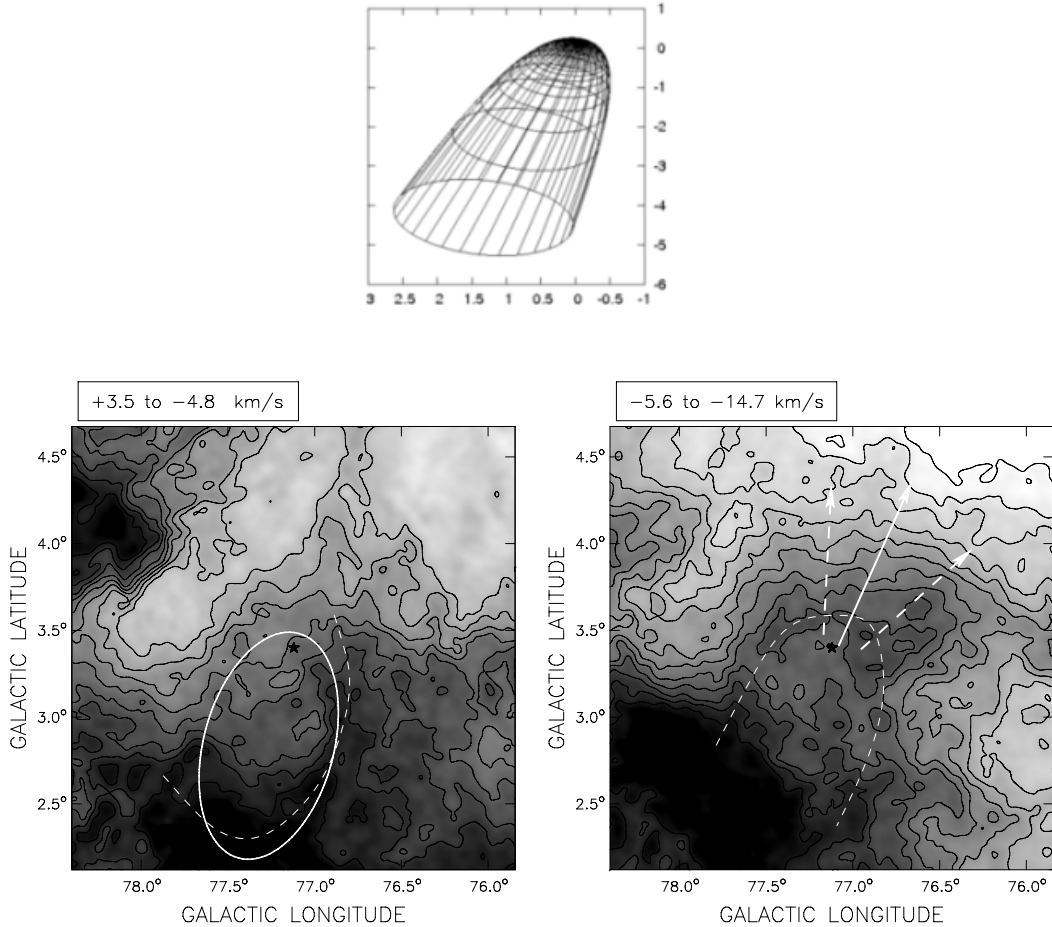 1
0
-1
-2
-3
-4
-5
-6
3 2.5 2 1.5 1 0.5 0 -0.5 -1
+3.5 to −4.8 km/s
−5.6 to −14.7 km/s
4.5°
4.0°
3.5°
3.0°
2.5°
GALACTIC LATITUDE
78.0° 77.5° 77.0° 76.5° 76.0°
GALACTIC LONGITUDE
4.5°
4.0°
3.5°
3.0°
2.5°
GALACTIC LATITUDE
78.0° 77.5° 77.0° 76.5° 76.0°
GALACTIC LONGITUDE